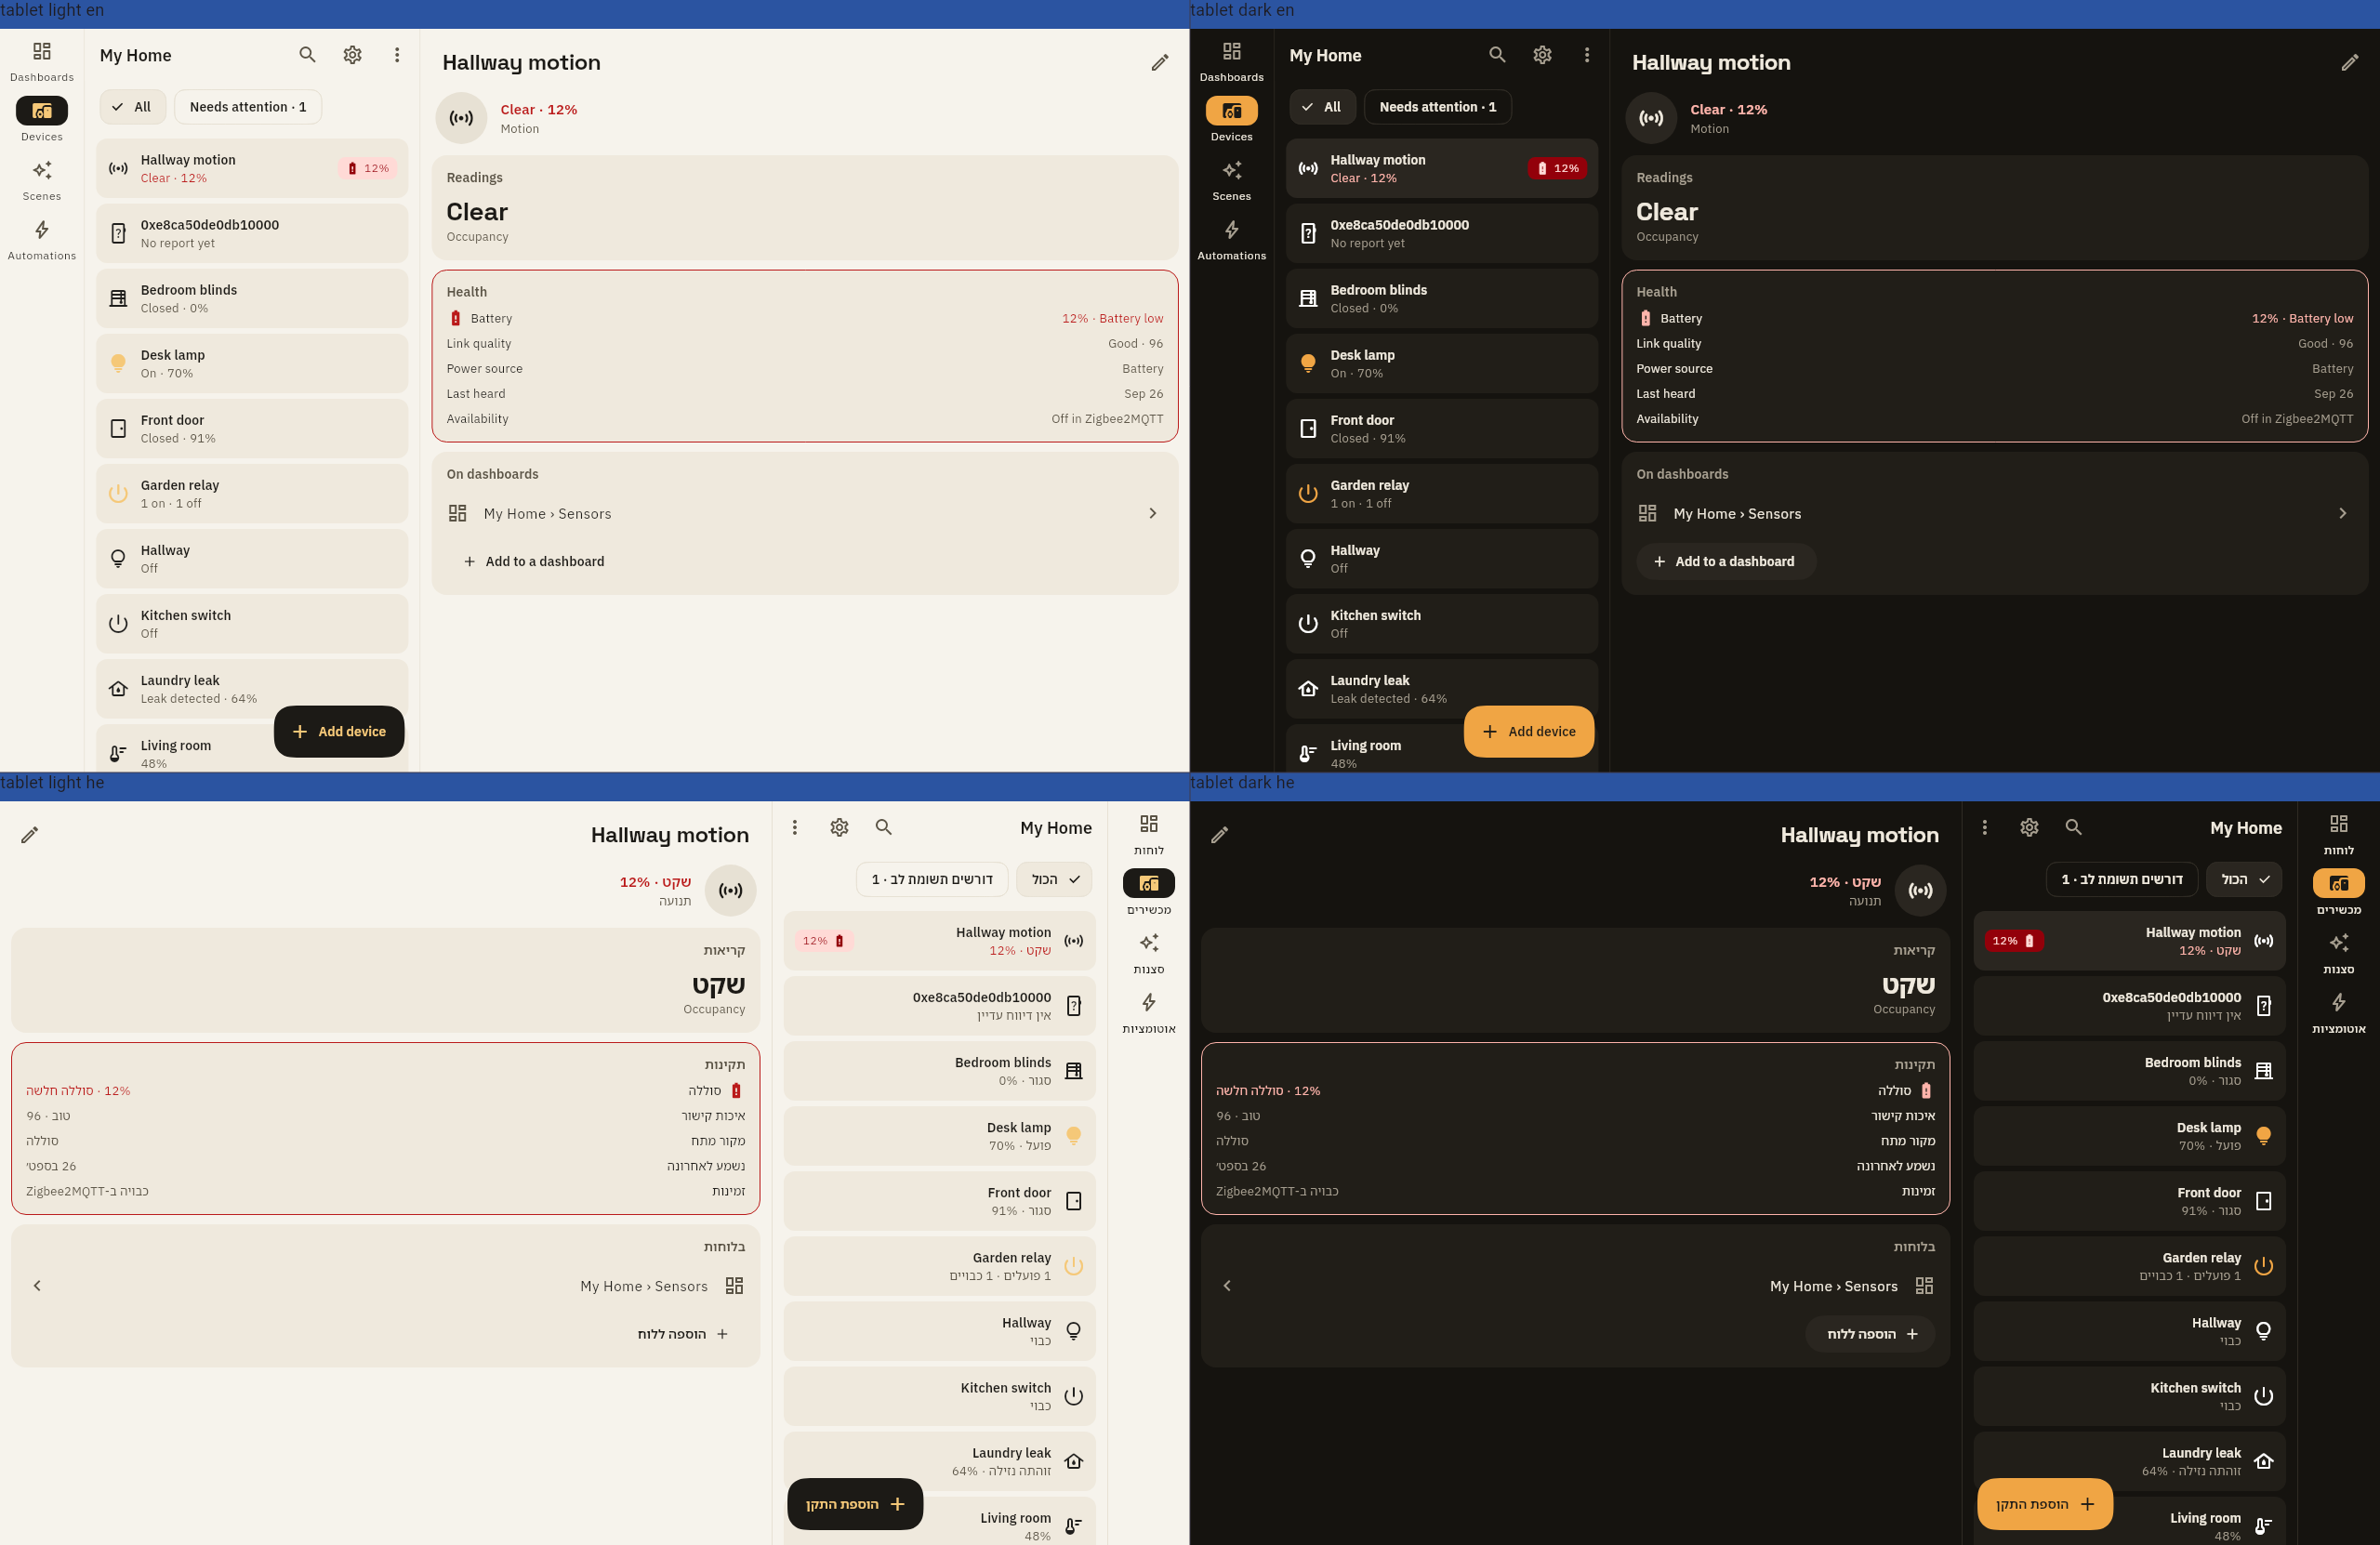 tablet light en
Dashboards
Devices
Scenes
Automations
My Home
All
Needs attention · 1
Hallway motion
Clear · 12%
12%
0xe8ca50de0db10000
No report yet
Bedroom blinds
Closed · 0%
Desk lamp
On · 70%
Front door
Closed · 91%
Garden relay
1 on · 1 off
Hallway
Off
Kitchen switch
Off
Laundry leak
Leak detected · 64%
Living room
48%
Add device
Hallway motion
Clear · 12%
Motion
Readings
Clear
Occupancy
Health
Battery 12% · Battery low
Link quality Good · 96
Power source Battery
Last heard Sep 26
Availability Off in Zigbee2MQTT
On dashboards
My Home › Sensors
Add to a dashboard
tablet dark en
Dashboards
Devices
Scenes
Automations
My Home
All
Needs attention · 1
Hallway motion
Clear · 12%
12%
0xe8ca50de0db10000
No report yet
Bedroom blinds
Closed · 0%
Desk lamp
On · 70%
Front door
Closed · 91%
Garden relay
1 on · 1 off
Hallway
Off
Kitchen switch
Off
Laundry leak
Leak detected · 64%
Living room
48%
Add device
Hallway motion
Clear · 12%
Motion
Readings
Clear
Occupancy
Health
Battery 12% · Battery low
Link quality Good · 96
Power source Battery
Last heard Sep 26
Availability Off in Zigbee2MQTT
On dashboards
My Home › Sensors
Add to a dashboard
tablet light he
לוחות
מכשירים
סצנות
אוטומציות
My Home
הכול
דורשים תשומת לב · 1
Hallway motion
שקט · 12%
12%
0xe8ca50de0db10000
אין דיווח עדיין
Bedroom blinds
סגור · 0%
Desk lamp
פועל · 70%
Front door
סגור · 91%
Garden relay
1 פועלים · 1 כבויים
Hallway
כבוי
Kitchen switch
כבוי
Laundry leak
זוהתה נזילה · 64%
Living room
48%
הוספת התקן
Hallway motion
שקט · 12%
תנועה
קריאות
שקט
Occupancy
תקינות
סוללה 12% · סוללה חלשה
איכות קישור טוב · 96
מקור מתח סוללה
נשמע לאחרונה 26 בספט׳
זמינות כבויה ב-Zigbee2MQTT
בלוחות
My Home › Sensors
הוספה ללוח
tablet dark he
לוחות
מכשירים
סצנות
אוטומציות
My Home
הכול
דורשים תשומת לב · 1
Hallway motion
שקט · 12%
12%
0xe8ca50de0db10000
אין דיווח עדיין
Bedroom blinds
סגור · 0%
Desk lamp
פועל · 70%
Front door
סגור · 91%
Garden relay
1 פועלים · 1 כבויים
Hallway
כבוי
Kitchen switch
כבוי
Laundry leak
זוהתה נזילה · 64%
Living room
48%
הוספת התקן
Hallway motion
שקט · 12%
תנועה
קריאות
שקט
Occupancy
תקינות
סוללה 12% · סוללה חלשה
איכות קישור טוב · 96
מקור מתח סוללה
נשמע לאחרונה 26 בספט׳
זמינות כבויה ב-Zigbee2MQTT
בלוחות
My Home › Sensors
הוספה ללוח